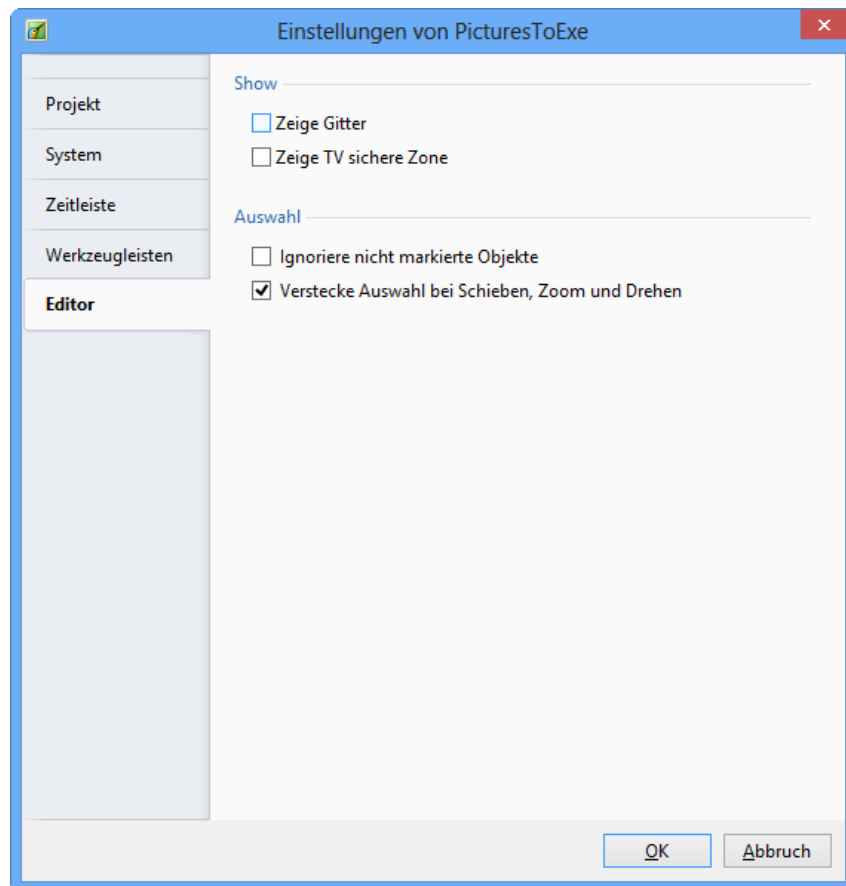 Einstellungen von PicturesToExe
Projekt
System
Zeitleiste
Werkzeugleisten
Editor
Show
Zeige Gitter
Zeige TV sichere Zone
Auswahl
Ignoriere nicht markierte Objekte
Verstecke Auswahl bei Schieben, Zoom und Drehen
OK
Abbruch